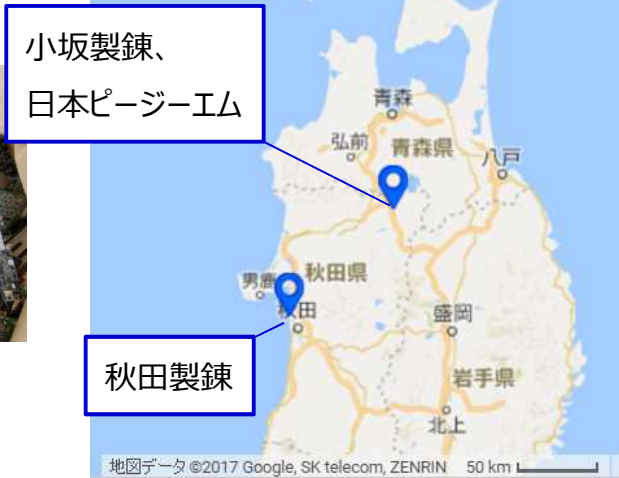 小坂製錬、
日本ピージーエム
青森
弘前
青森県
八戸
男鹿
秋田県
秋田
盛岡
秋田製錬
岩手県
北上
地図データ ©2017 Google, SK telecom, ZENRIN 50 km